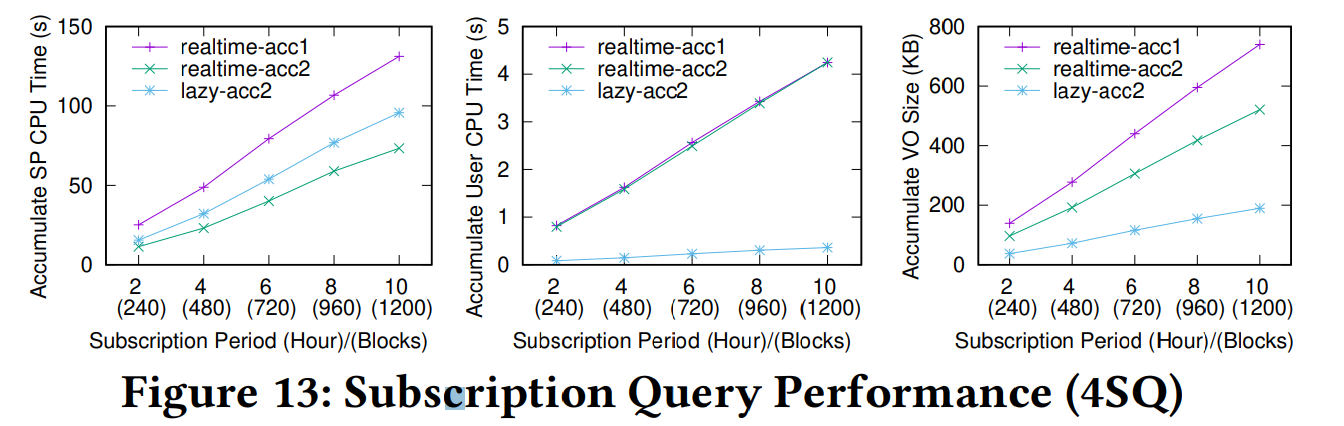 Accumulate SP CPU Time (s)
150
100
50
0
realtime-acc1
realtime-acc2
lazy-acc2
2 4 6 8 10
(240) (480) (720) (960) (1200)
Subscription Period (Hour)/(Blocks)
Accumulate User CPU Time (s)
5
4
3
2
1
0
realtime-acc1
realtime-acc2
lazy-acc2
2 4 6 8 10
(240) (480) (720) (960) (1200)
Subscription Period (Hour)/(Blocks)
Accumulate VO Size (KB)
800
600
400
200
0
realtime-acc1
realtime-acc2
lazy-acc2
2 4 6 8 10
(240) (480) (720) (960) (1200)
Subscription Period (Hour)/(Blocks)
Figure 13: Subscription Query Performance (4SQ)